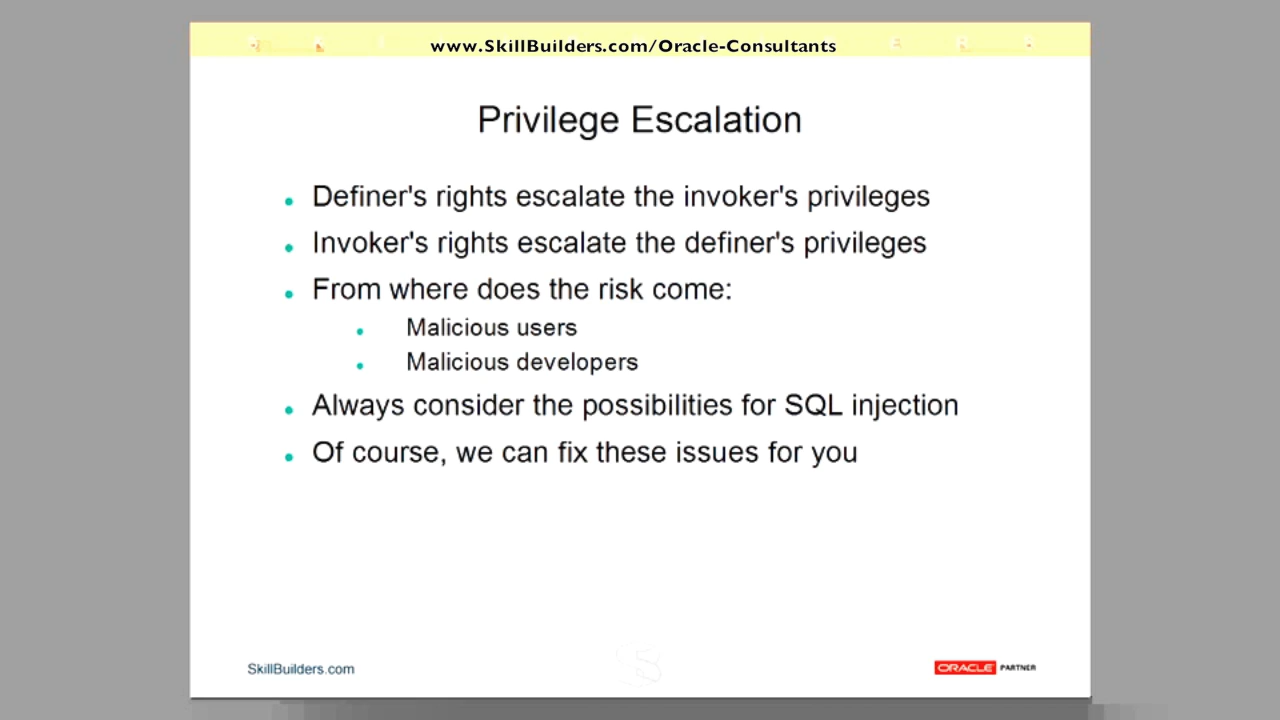 www.SkillBuilders.com/Oracle-Consultants
Privilege Escalation
Definer's rights escalate the invoker's privileges
Invoker's rights escalate the definer's privileges
From where does the risk come:
Malicious users
Malicious developers
Always consider the possibilities for SQL injection
Of course, we can fix these issues for you
SkillBuilders.com
ORACLE PARTNER